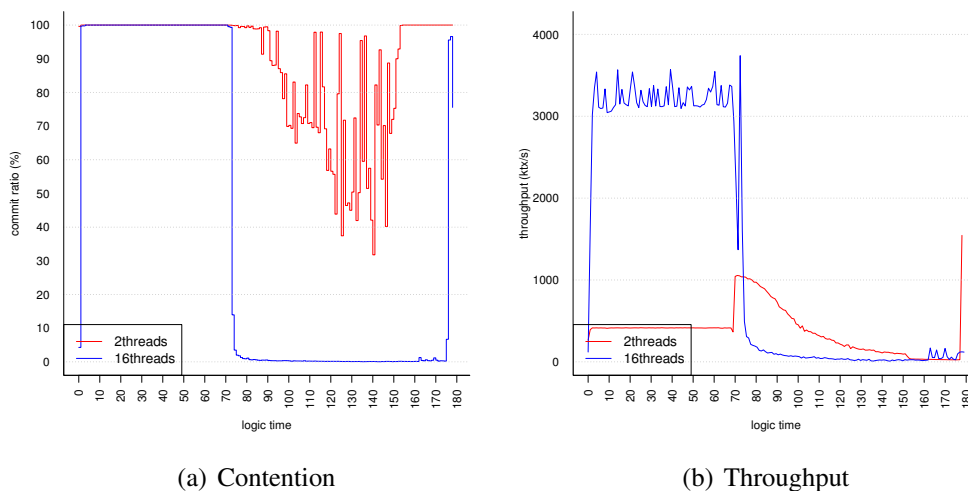 100
90
80
70
60
50
40
30
20
10
0
commit ratio (%)
2threads
16threads
0 10 20 30 40 50 60 70 80 90 100 110 120 130 140 150 160 170 180
logic time
(a) Contention
4000
3000
2000
1000
0
throughput (ktx/s)
2threads
16threads
0 10 20 30 40 50 60 70 80 90 100 110 120 130 140 150 160 170 180
logic time
(b) Throughput